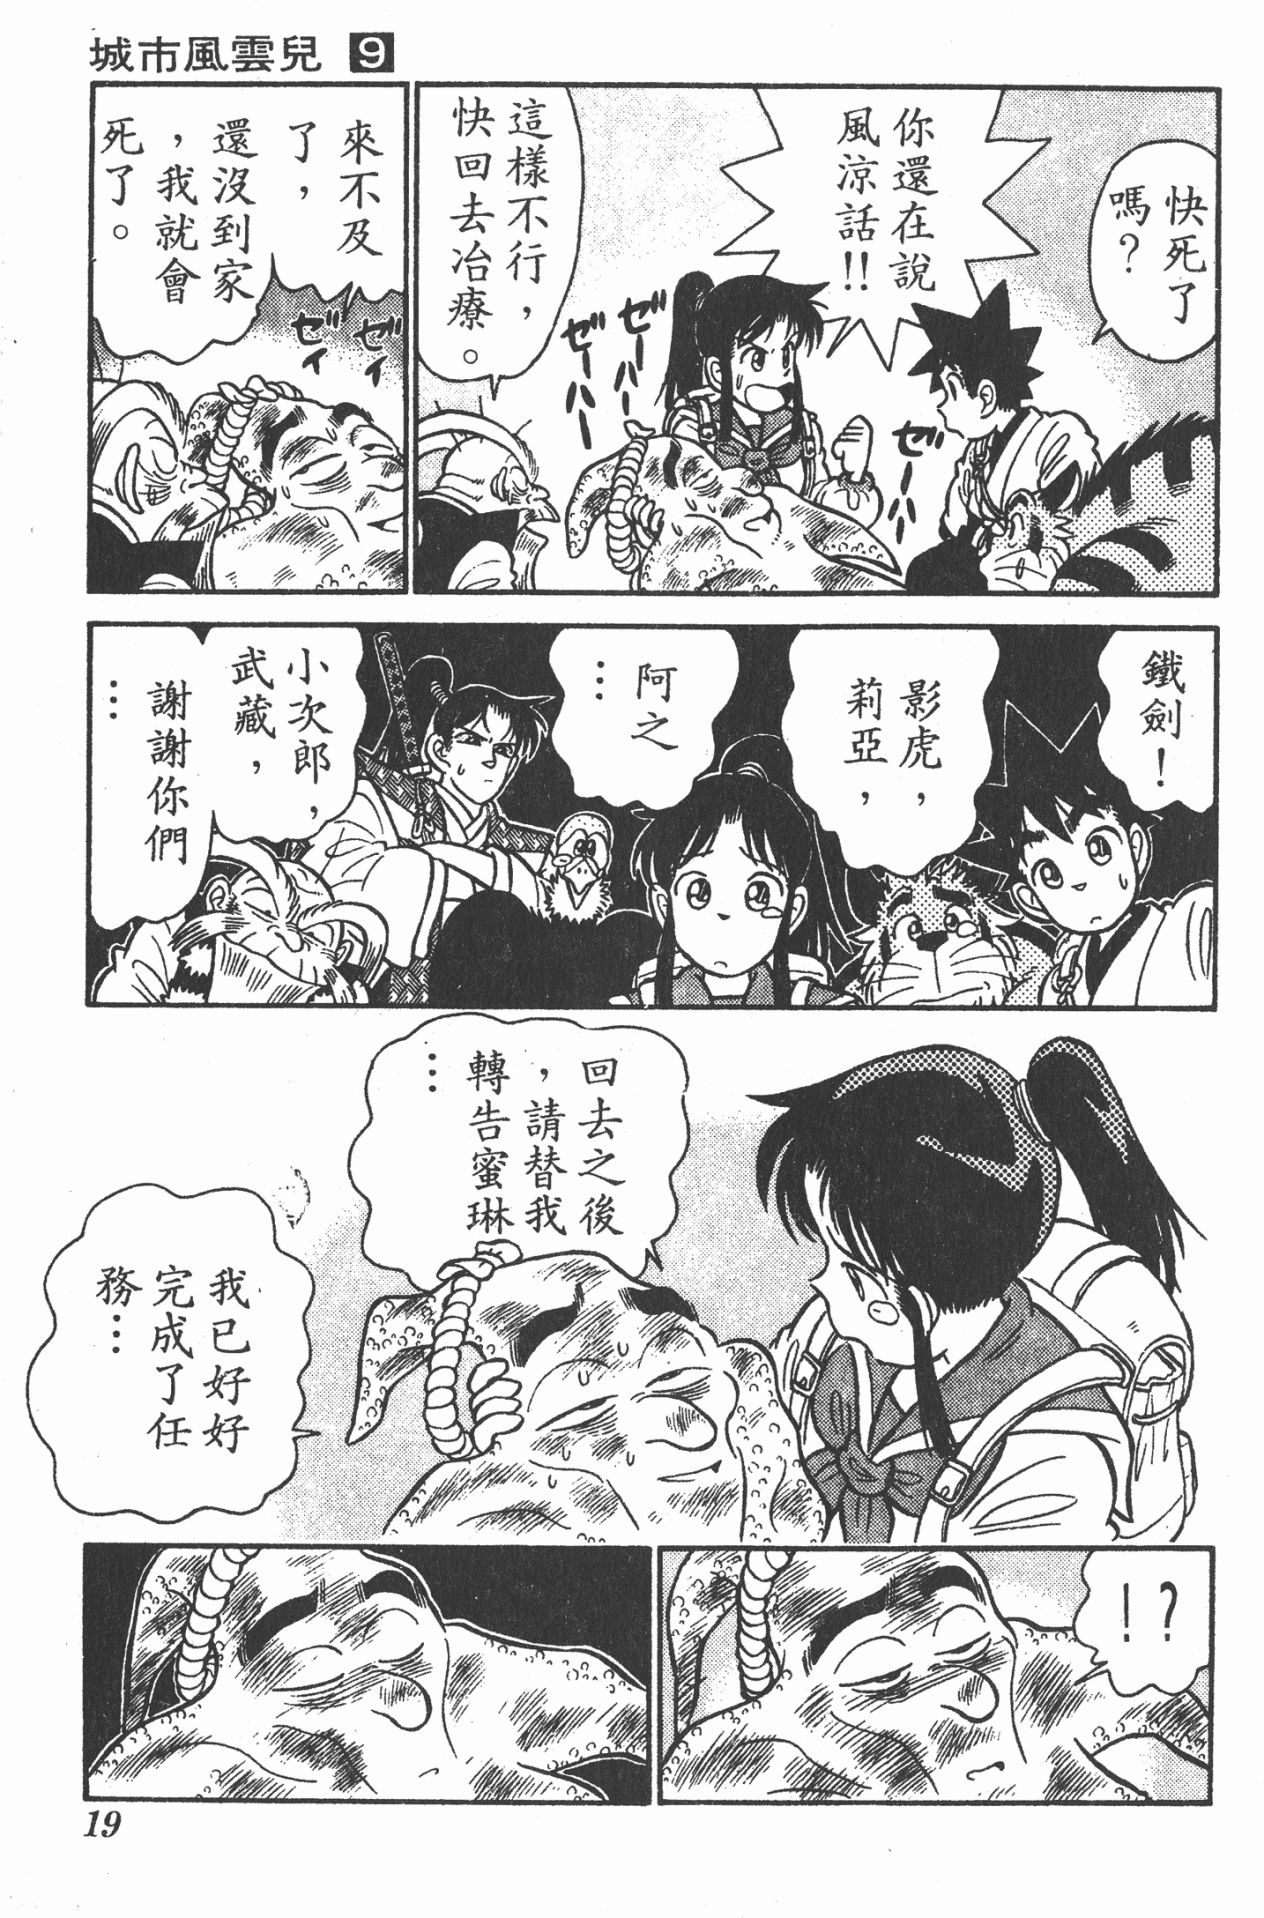 城市風雲兒 9
快死了
嗎？
你還在說
風涼話!!
這樣不行，
快回去治療。
ゼーハーゼーハー
ゼーハー
來不及
了，
還沒到家
，我就會
死了。
ゼィゼィ
鐵劍！
影虎，
莉亞，
阿之
…
小次郎，
武藏，
謝謝你們
…
回去之後
，請替我
轉告蜜琳
…
我已好好
完成了任
務…
!?
19